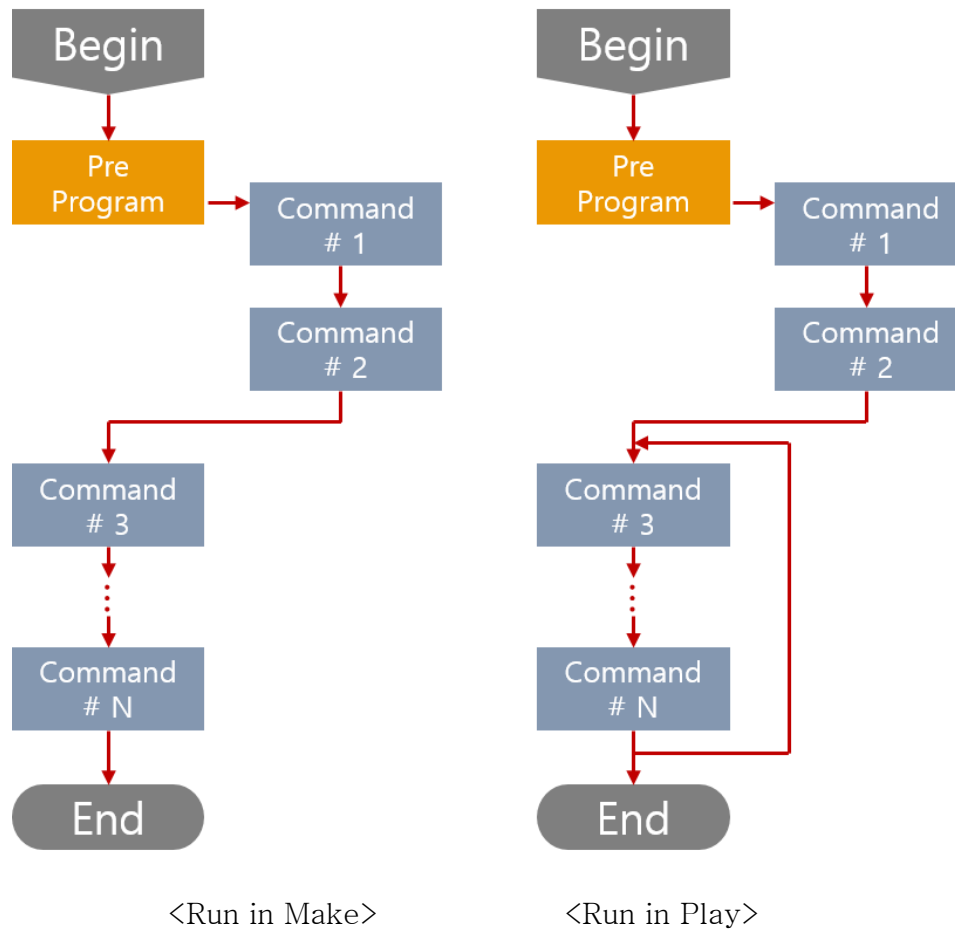 Begin
Pre
Program
Command
# 1
Command
# 2
Command
# 3
Command
# N
End
<Run in Make>
Begin
Pre
Program
Command
# 1
Command
# 2
Command
# 3
Command
# N
End
<Run in Play>